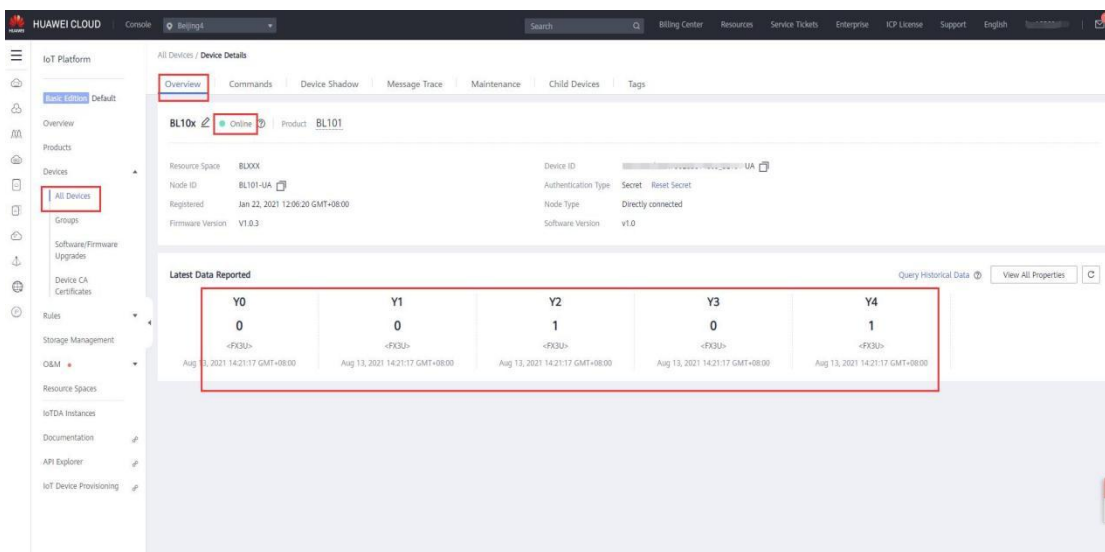 HUAWEI
HUAWEI CLOUD Console Beijing4 Search Billing Center Resources Service Tickets Enterprise ICP License Support English
IoT Platform
Basic Edition Default
Overview
Products
Devices
All Devices
Groups
Software/Firmware
Upgrades
Device CA
Certificates
Rules
Storage Management
O&M
Resource Spaces
IoTDA Instances
Documentation
API Explorer
IoT Device Provisioning
All Devices / Device Details
Overview Commands Device Shadow Message Trace Maintenance Child Devices Tags
BL10x Online Product BL101
Resource Space BLXXX Device ID UA
Node ID BL101-UA Authentication Type Secret Reset Secret
Registered Jan 22, 2021 12:06:20 GMT+08:00 Node Type Directly connected
Firmware Version V1.0.3 Software Version v1.0
Latest Data Reported Query Historical Data View All Properties
Y0 Y1 Y2 Y3 Y4
0 0 1 0 1
<FX3U> <FX3U> <FX3U> <FX3U> <FX3U>
Aug 13, 2021 14:21:17 GMT+08:00 Aug 13, 2021 14:21:17 GMT+08:00 Aug 13, 2021 14:21:17 GMT+08:00 Aug 13, 2021 14:21:17 GMT+08:00 Aug 13, 2021 14:21:17 GMT+08:00